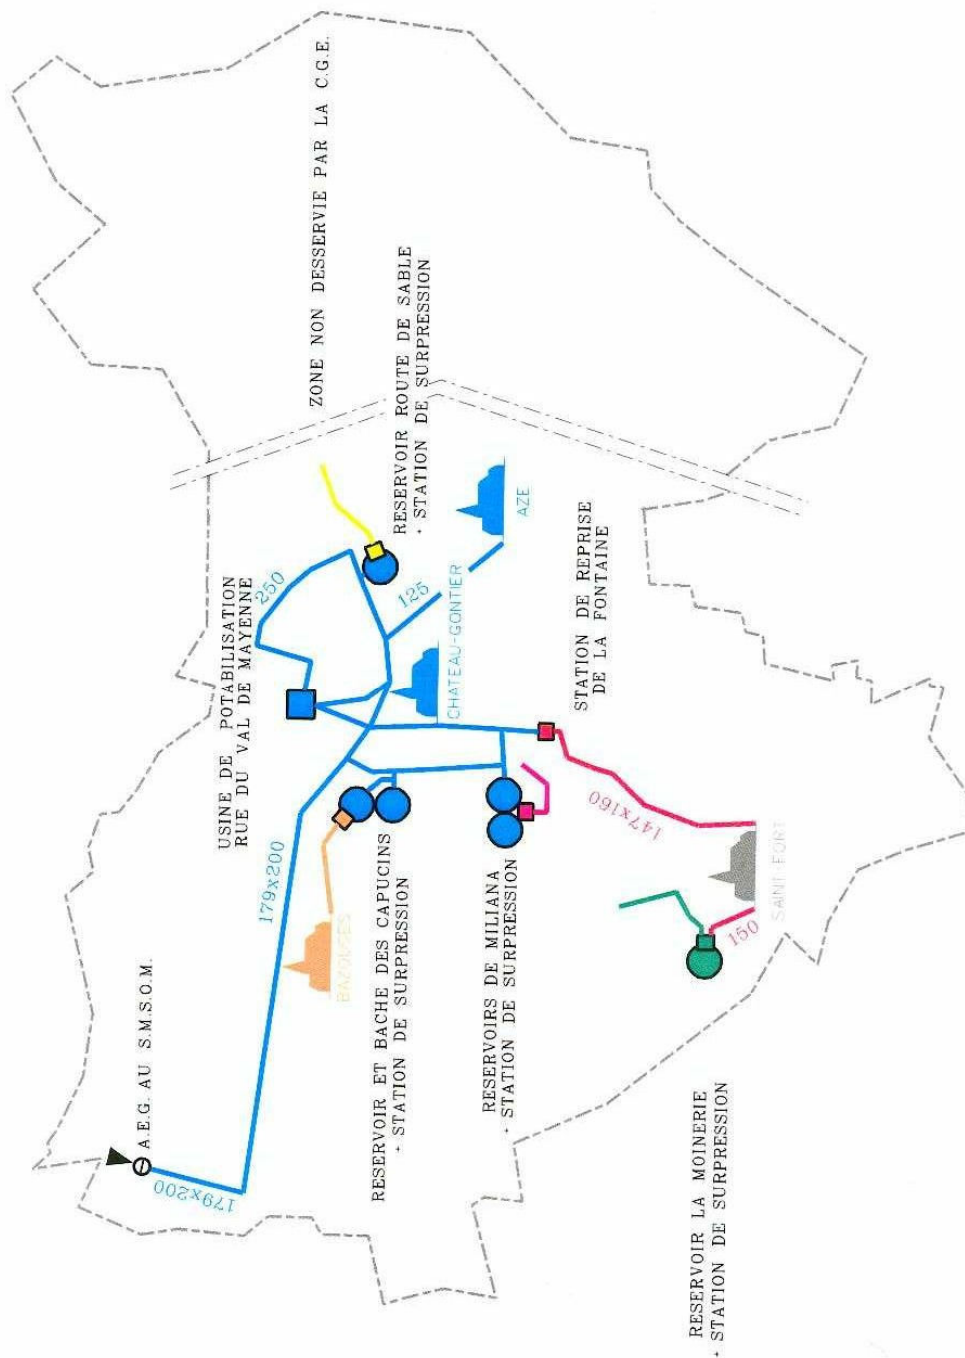 ZONE NON DESSERVIE PAR LA C.G.E.
RESERVOIR ROUTE DE SABLE
+ STATION DE SURPRESSION
USINE DE POTABILISATION
RUE DU VAL DE MAYENNE
250
125
AZE
CHATEAU-GONTIER
STATION DE REPRISE
DE LA FONTAINE
179x200
BAZOUGES
147x160
SAINT-FORT
150
A.E.G. AU S.M.S.O.M.
179x200
RESERVOIR ET BACHE DES CAPUCINS
+ STATION DE SURPRESSION
RESERVOIRS DE MILIANA
+ STATION DE SURPRESSION
RESERVOIR LA MOINERIE
+ STATION DE SURPRESSION